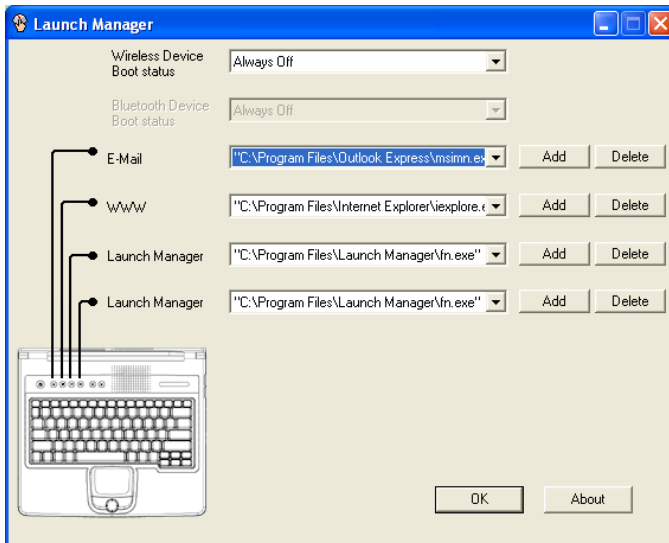 Launch Manager
Wireless Device
Boot status
Always Off
Bluetooth Device
Boot status
Always Off
E-Mail
"C:\Program Files\Outlook Express\msimn.ex
Add
Delete
WWW
"C:\Program Files\Internet Explorer\iexplore.e
Add
Delete
Launch Manager
"C:\Program Files\Launch Manager\fn.exe"
Add
Delete
Launch Manager
"C:\Program Files\Launch Manager\fn.exe"
Add
Delete
OK
About